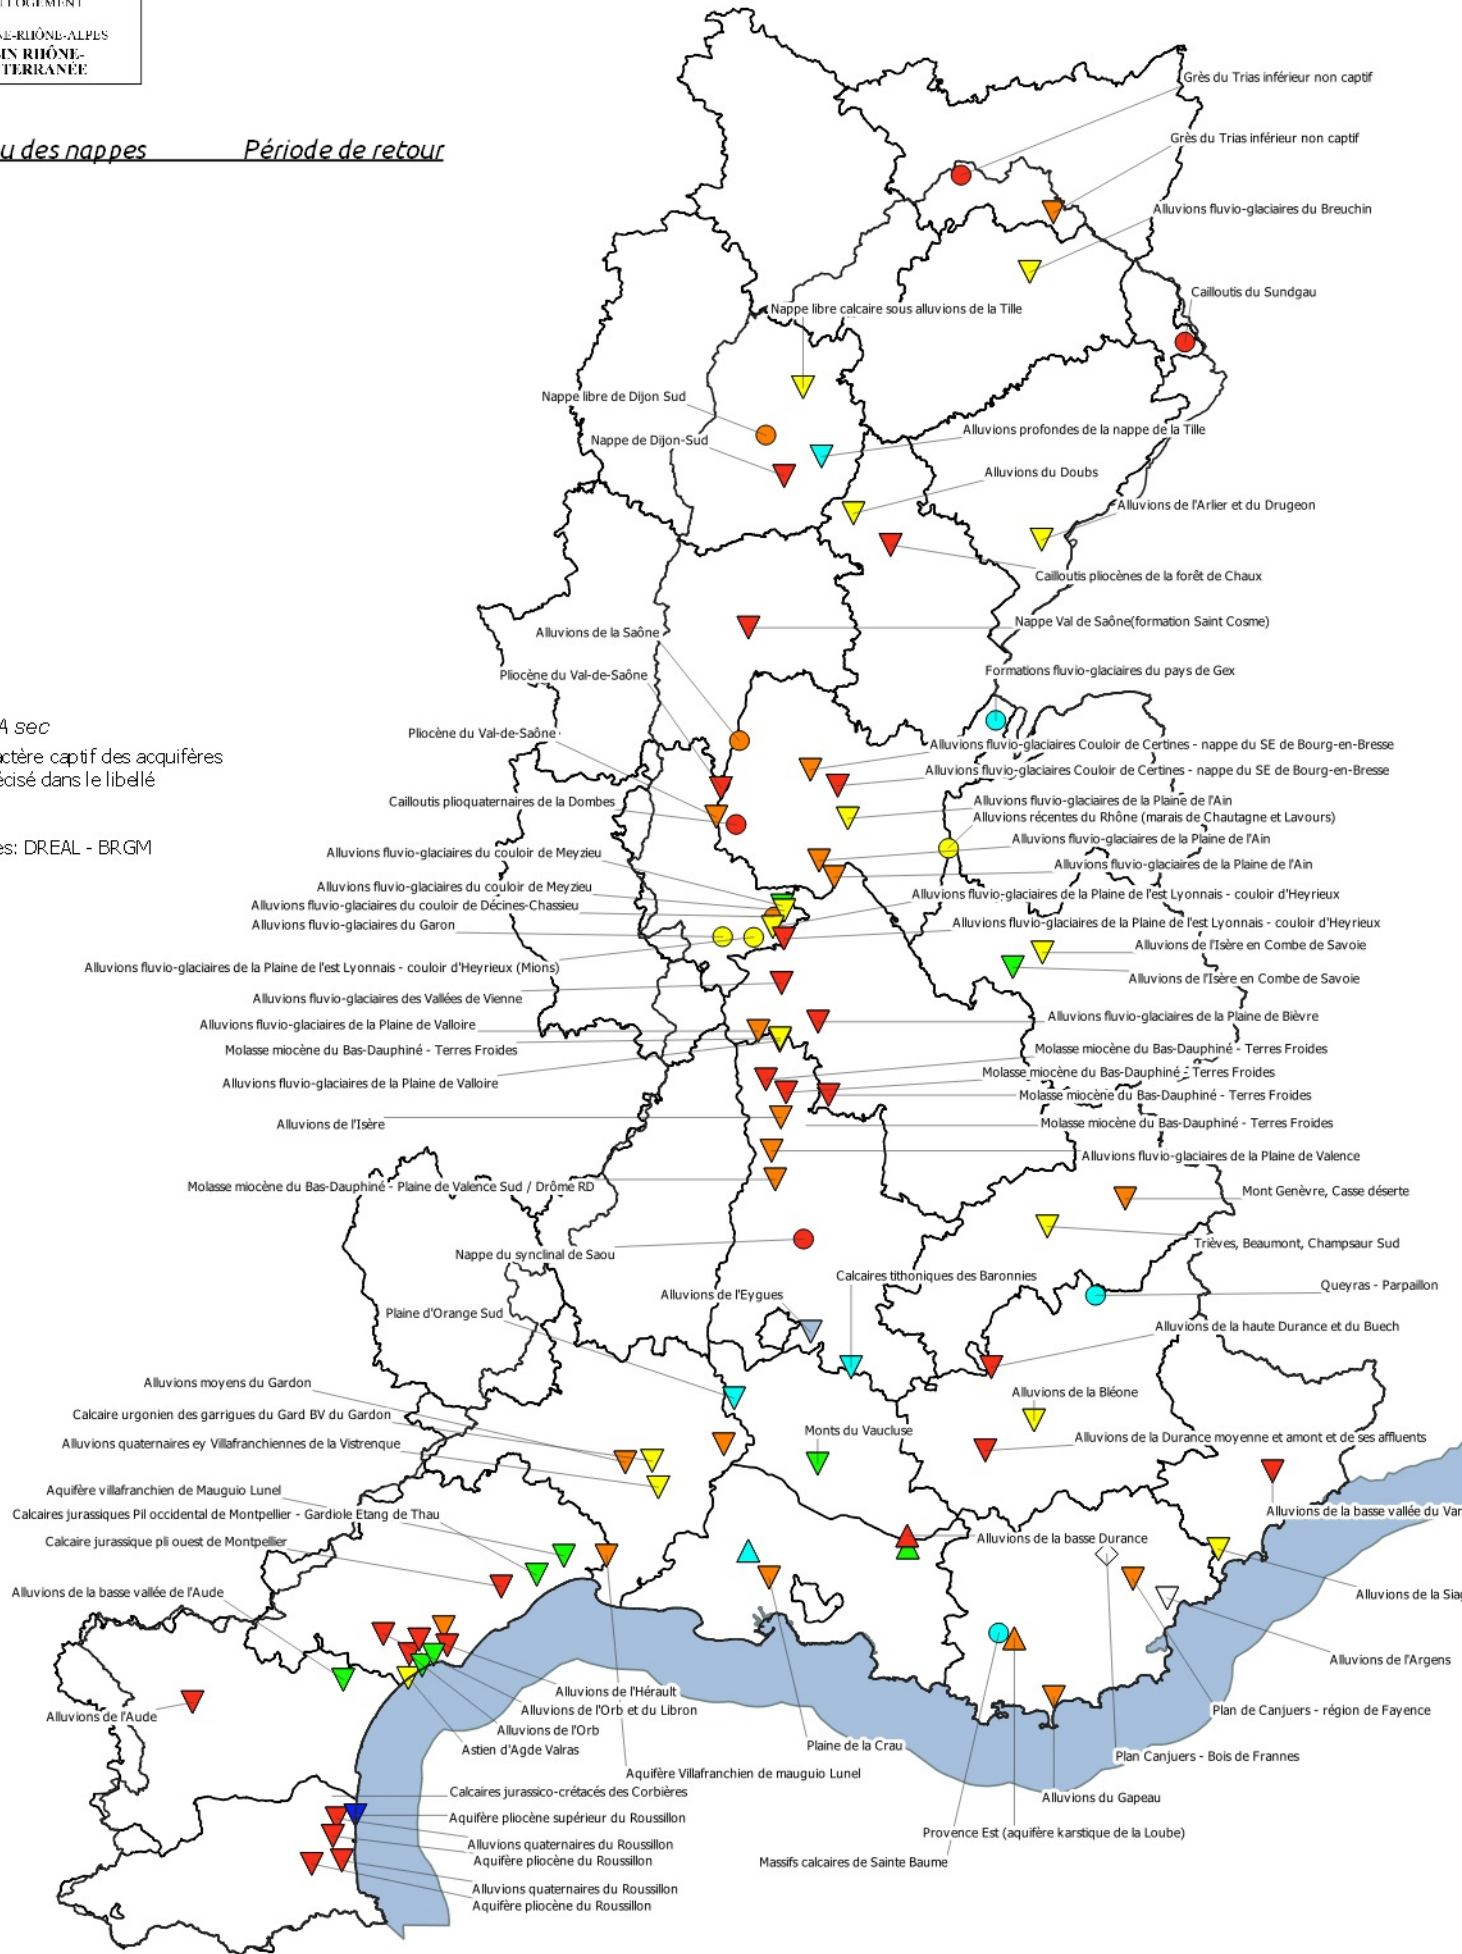 LOGEMENT
NE-RHÔNE-ALPES
IN RHÔNE-
TERRANÉE
u des nappes
Période de retour
Grès du Trias inférieur non captif
Grès du Trias inférieur non captif
Alluvions fluvio-glaciaires du Breuchin
Cailloutis du Sundgau
Nappe libre calcaire sous alluvions de la Tille
Nappe libre de Dijon Sud
Nappe de Dijon-Sud
Alluvions profondes de la nappe de la Tille
Alluvions du Doubs
Alluvions de l'Arlier et du Drugeon
Cailloutis pliocènes de la forêt de Chaux
Nappe Val de Saône(formation Saint Cosme)
Alluvions de la Saône
Formations fluvio-glaciaires du pays de Gex
Pliocène du Val-de-Saône
A sec
actère captif des acquifères
écisé dans le libellé
es: DREAL - BRGM
Pliocène du Val-de-Saône
Alluvions fluvio-glaciaires Couloir de Certines - nappe du SE de Bourg-en-Bresse
Alluvions fluvio-glaciaires Couloir de Certines - nappe du SE de Bourg-en-Bresse
Cailloutis plioquaternaires de la Dombes
Alluvions fluvio-glaciaires de la Plaine de l'Ain
Alluvions récentes du Rhône (marais de Chautagne et Lavours)
Alluvions fluvio-glaciaires de la Plaine de l'Ain
Alluvions fluvio-glaciaires du couloir de Meyzieu
Alluvions fluvio-glaciaires de la Plaine de l'Ain
Alluvions fluvio-glaciaires du couloir de Meyzieu
Alluvions fluvio-glaciaires de la Plaine de l'est Lyonnais - couloir d'Heyrieux
Alluvions fluvio-glaciaires du couloir de Décines-Chassieu
Alluvions fluvio-glaciaires du Garon
Alluvions fluvio-glaciaires de la Plaine de l'est Lyonnais - couloir d'Heyrieux
Alluvions de l'Isère en Combe de Savoie
Alluvions fluvio-glaciaires de la Plaine de l'est Lyonnais - couloir d'Heyrieux (Mions)
Alluvions de l'Isère en Combe de Savoie
Alluvions fluvio-glaciaires des Vallées de Vienne
Alluvions fluvio-glaciaires de la Plaine de Bièvre
Alluvions fluvio-glaciaires de la Plaine de Valloire
Molasse miocène du Bas-Dauphiné - Terres Froides
Molasse miocène du Bas-Dauphiné - Terres Froides
Molasse miocène du Bas-Dauphiné - Terres Froides
Alluvions fluvio-glaciaires de la Plaine de Valloire
Molasse miocène du Bas-Dauphiné - Terres Froides
Alluvions de l'Isère
Molasse miocène du Bas-Dauphiné - Terres Froides
Alluvions fluvio-glaciaires de la Plaine de Valence
Molasse miocène du Bas-Dauphiné - Plaine de Valence Sud / Drôme RD
Mont Genèvre, Casse déserte
Trièves, Beaumont, Champsaur Sud
Nappe du synclinal de Saou
Calcaires tithoniques des Baronnies
Queyras - Parpaillon
Alluvions de l'Eygues
Plaine d'Orange Sud
Alluvions de la haute Durance et du Buech
Alluvions moyens du Gardon
Alluvions de la Bléone
Calcaire urgonien des garrigues du Gard BV du Gardon
Monts du Vaucluse
Alluvions de la Durance moyenne et amont et de ses affluents
Alluvions quaternaires ey Villafranchiennes de la Vistrenque
Aquifère villafranchien de Mauguio Lunel
Calcaires jurassiques Pil occidental de Montpellier - Gardiole Etang de Thau
Alluvions de la basse vallée du Var
Calcaire jurassique pli ouest de Montpellier
Alluvions de la basse Durance
Alluvions de la basse vallée de l'Aude
Alluvions de la Siag
Alluvions de l'Argens
Alluvions de l'Hérault
Alluvions de l'Orb et du Libron
Plan de Canjuers - région de Fayence
Alluvions de l'Aude
Alluvions de l'Orb
Astien d'Agde Valras
Plaine de la Crau
Plan Canjuers - Bois de Frannes
Aquifère Villafranchien de mauguio Lunel
Calcaires jurassico-crétacés des Corbières
Alluvions du Gapeau
Aquifère pliocène supérieur du Roussillon
Provence Est (aquifère karstique de la Loube)
Alluvions quaternaires du Roussillon
Aquifère pliocène du Roussillon
Massifs calcaires de Sainte Baume
Alluvions quaternaires du Roussillon
Aquifère pliocène du Roussillon